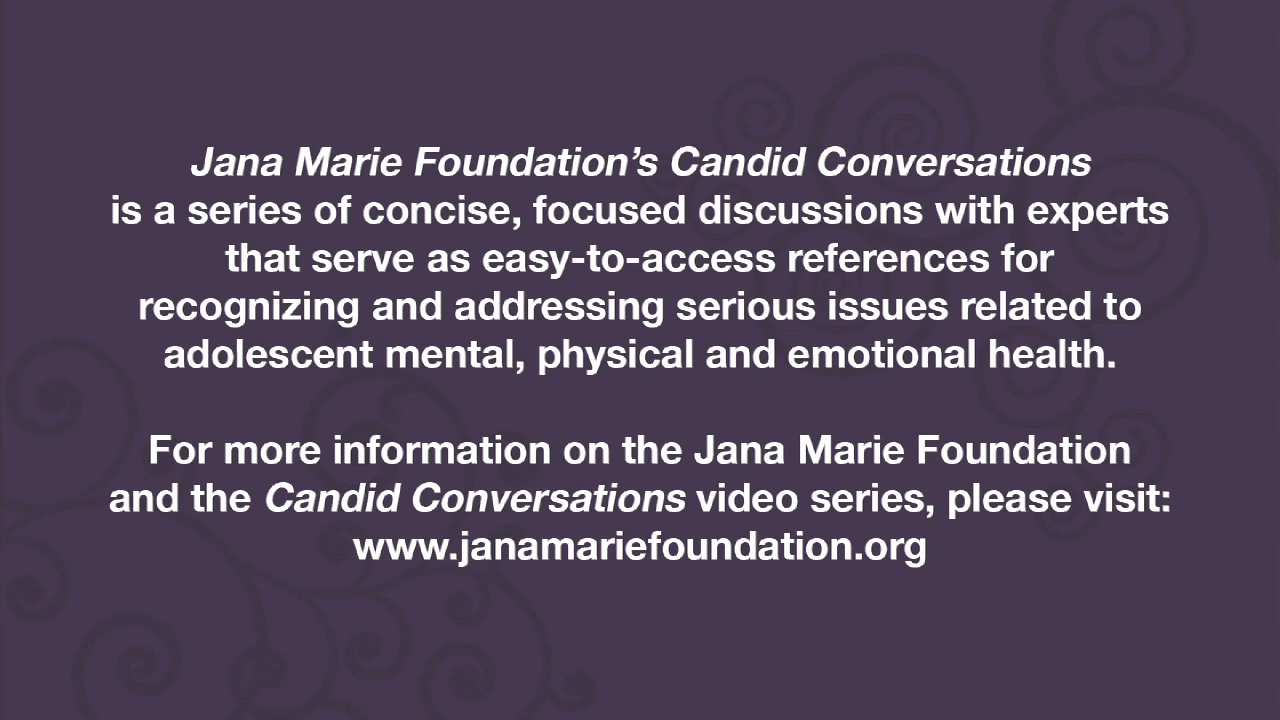 Jana Marie Foundation’s Candid Conversations
is a series of concise, focused discussions with experts
that serve as easy-to-access references for
recognizing and addressing serious issues related to
adolescent mental, physical and emotional health.
For more information on the Jana Marie Foundation
and the Candid Conversations video series, please visit:
www.janamariefoundation.org